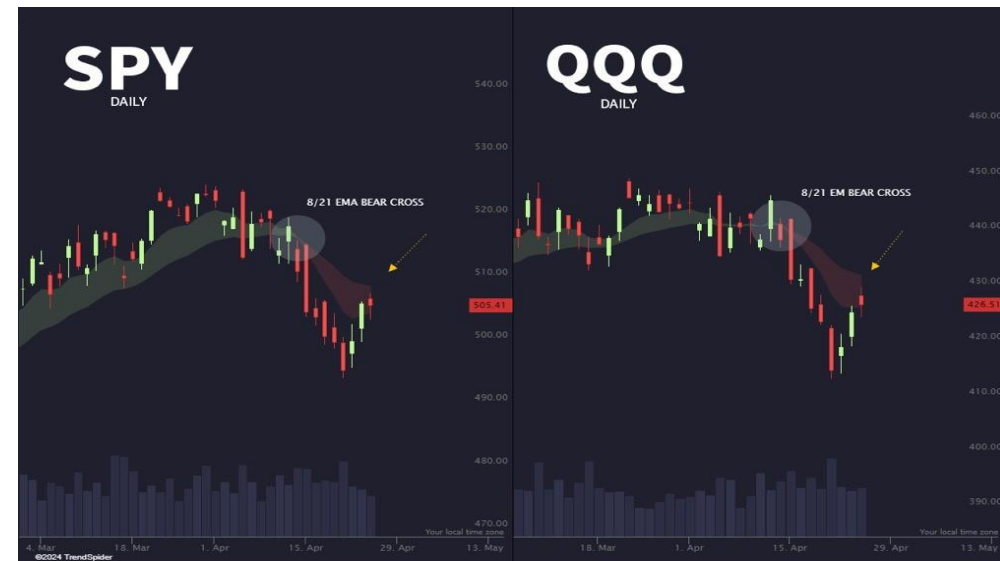 SPY
DAILY
8/21 EMA BEAR CROSS
540.00
530.00
520.00
510.00
505.41
500.00
490.00
480.00
470.00
Your local time zone
4. Mar 18. Mar 1. Apr 15. Apr 29. Apr 13. May
©2024 TrendSpider
QQQ
DAILY
8/21 EM BEAR CROSS
460.00
450.00
440.00
430.00
426.51
420.00
410.00
400.00
390.00
Your local time zone
18. Mar 1. Apr 15. Apr 29. Apr 13. May